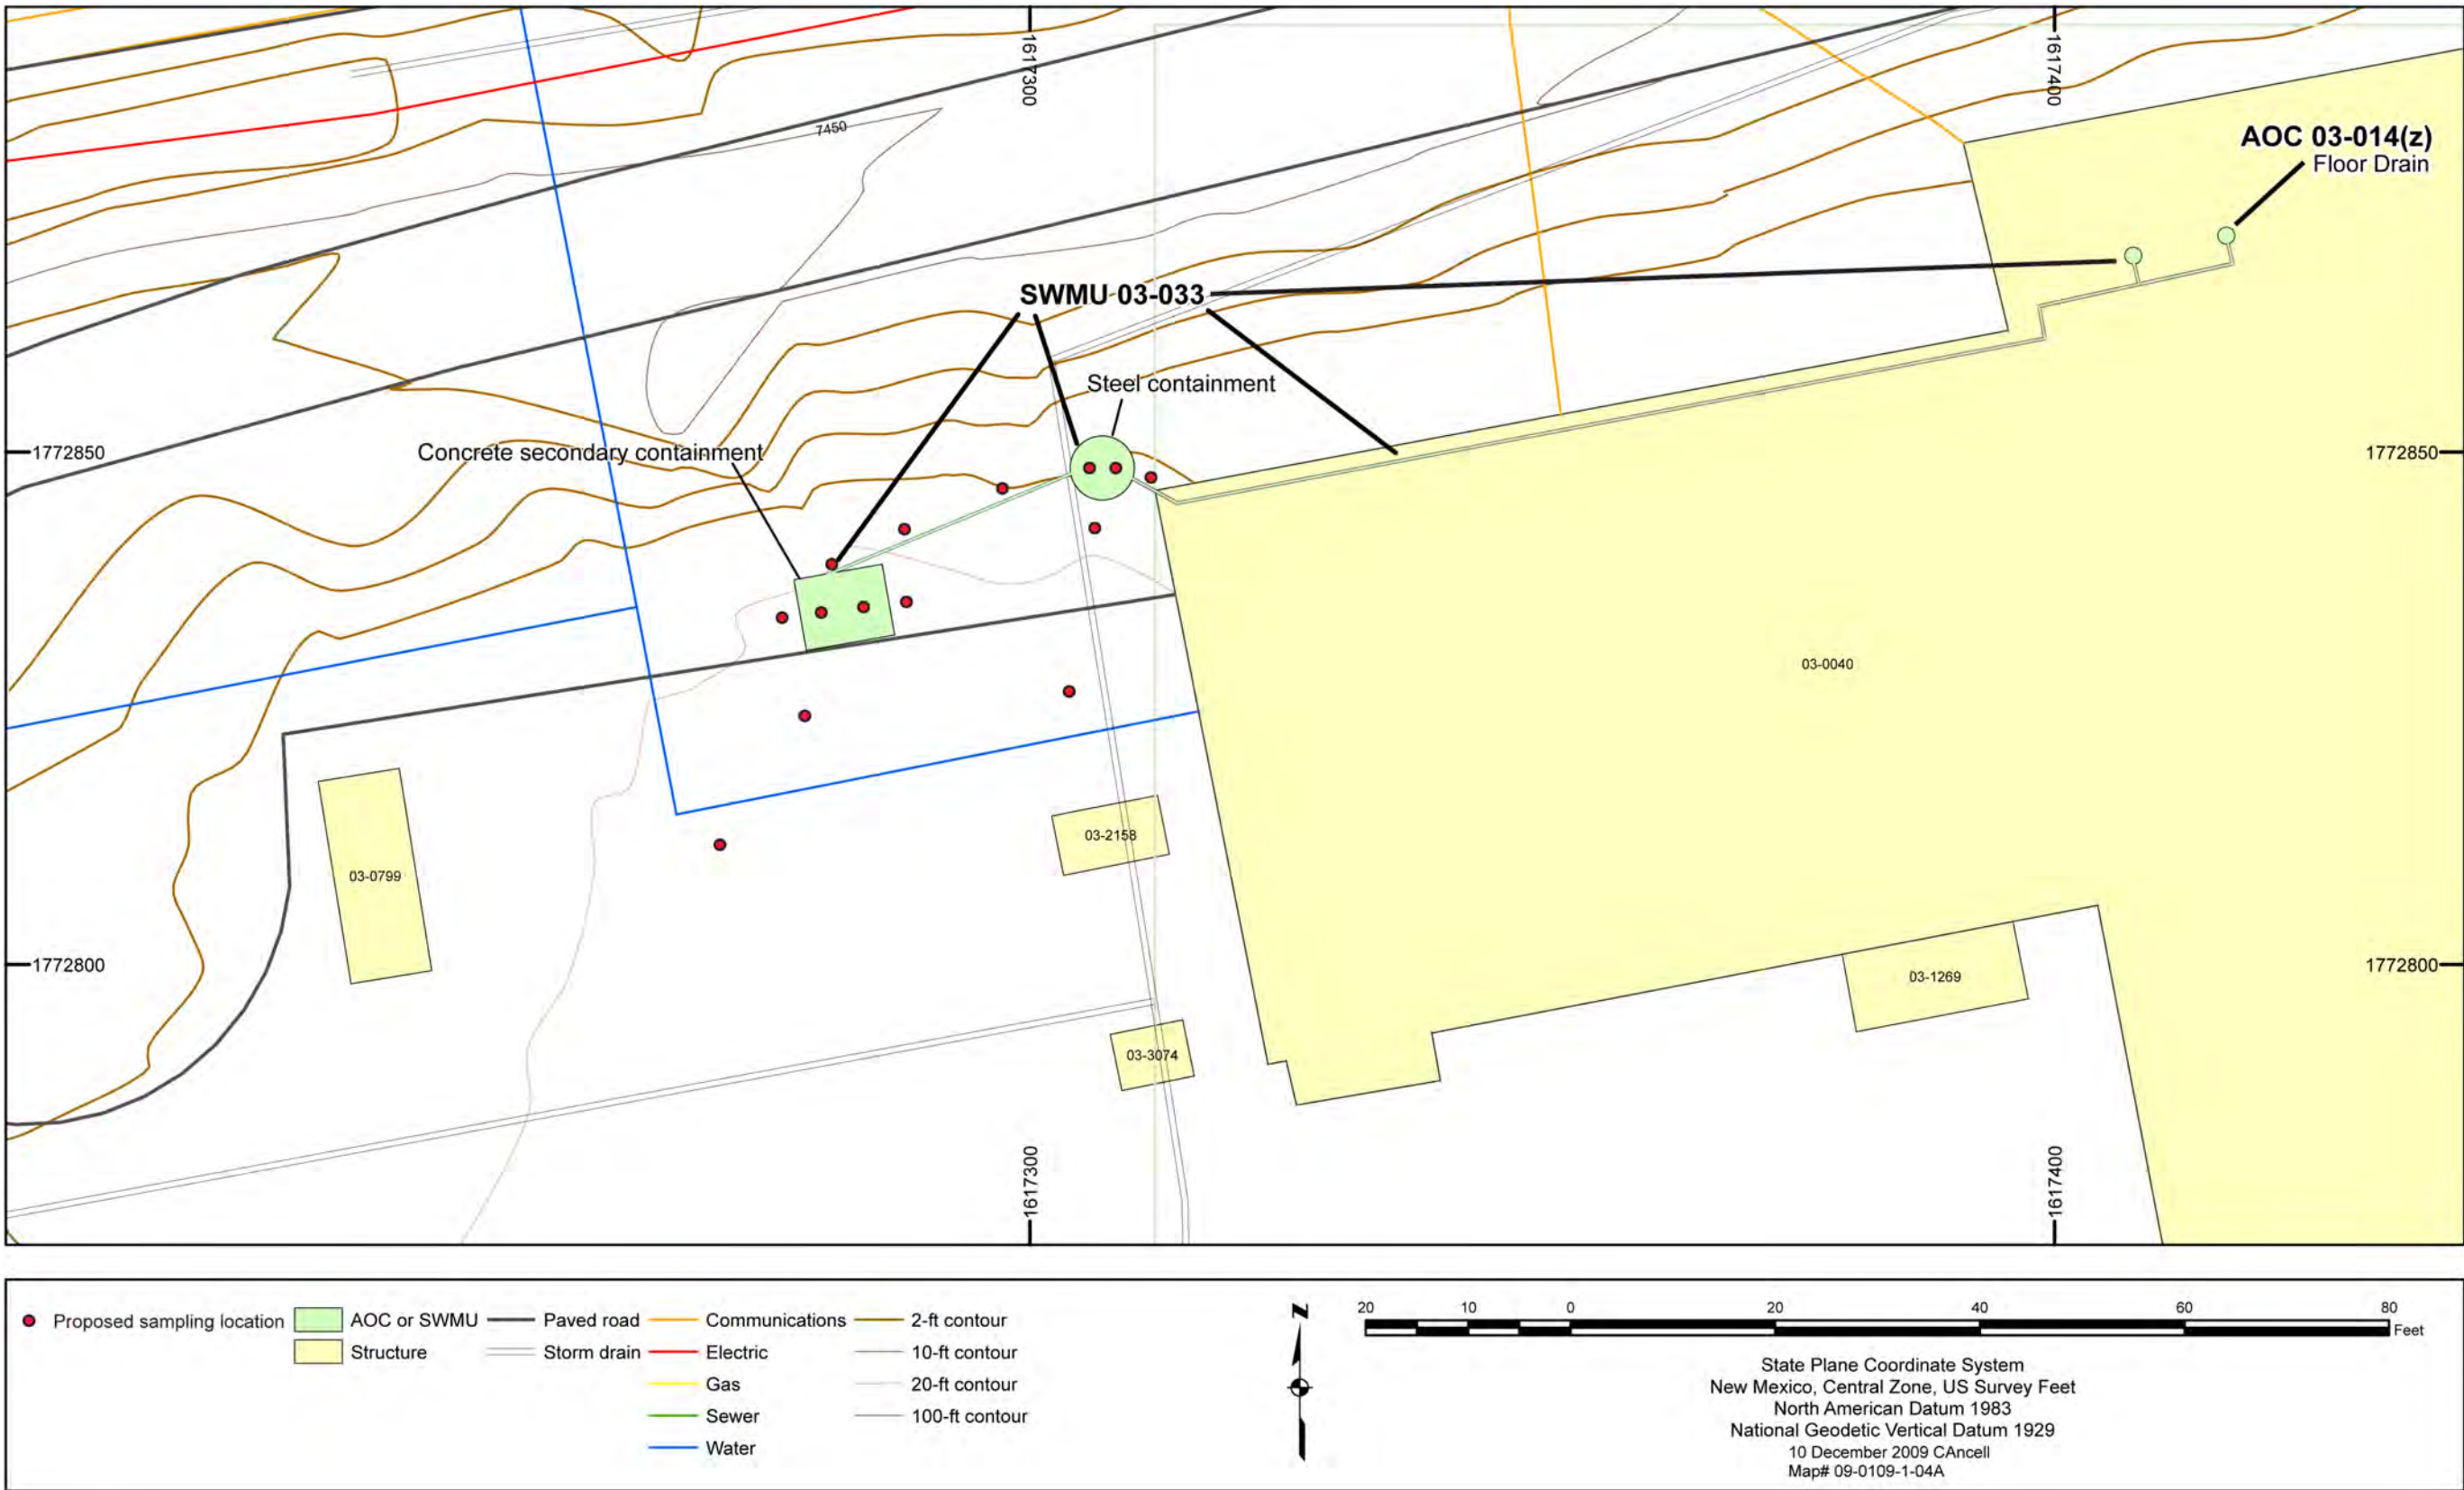 1617300
1617400
7450
AOC 03-014(z)
Floor Drain
SWMU 03-033
Steel containment
Concrete secondary containment
1772850
1772850
03-0040
03-2158
03-0799
1772800
1772800
03-1269
03-3074
1617300
1617400
Proposed sampling location
AOC or SWMU
Structure
Paved road
Storm drain
Communications
Electric
Gas
Sewer
Water
2-ft contour
10-ft contour
20-ft contour
100-ft contour
N
20 10 0 20 40 60 80
Feet
State Plane Coordinate System
New Mexico, Central Zone, US Survey Feet
North American Datum 1983
National Geodetic Vertical Datum 1929
10 December 2009 CAncell
Map# 09-0109-1-04A